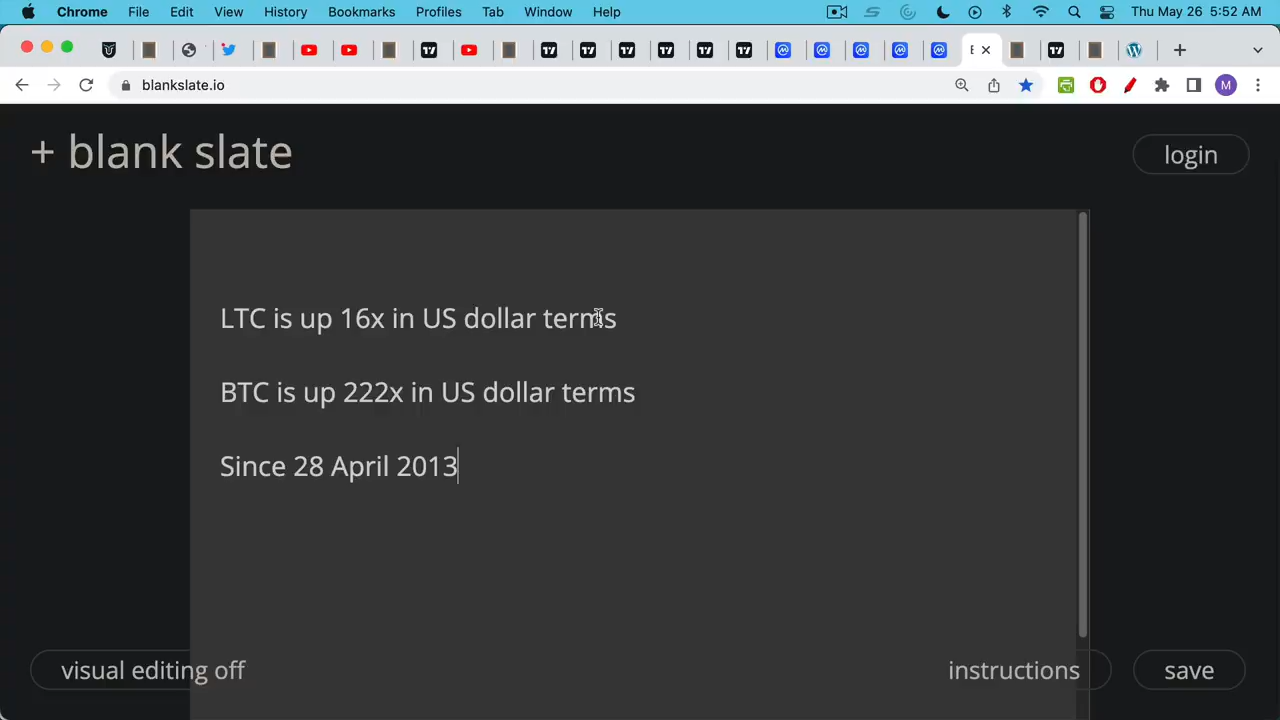 Chrome File Edit View History Bookmarks Profiles Tab Window Help Thu May 26 5:52 AM
blankslate.io
+ blank slate
login
LTC is up 16x in US dollar terms
BTC is up 222x in US dollar terms
Since 28 April 2013
visual editing off
instructions
save